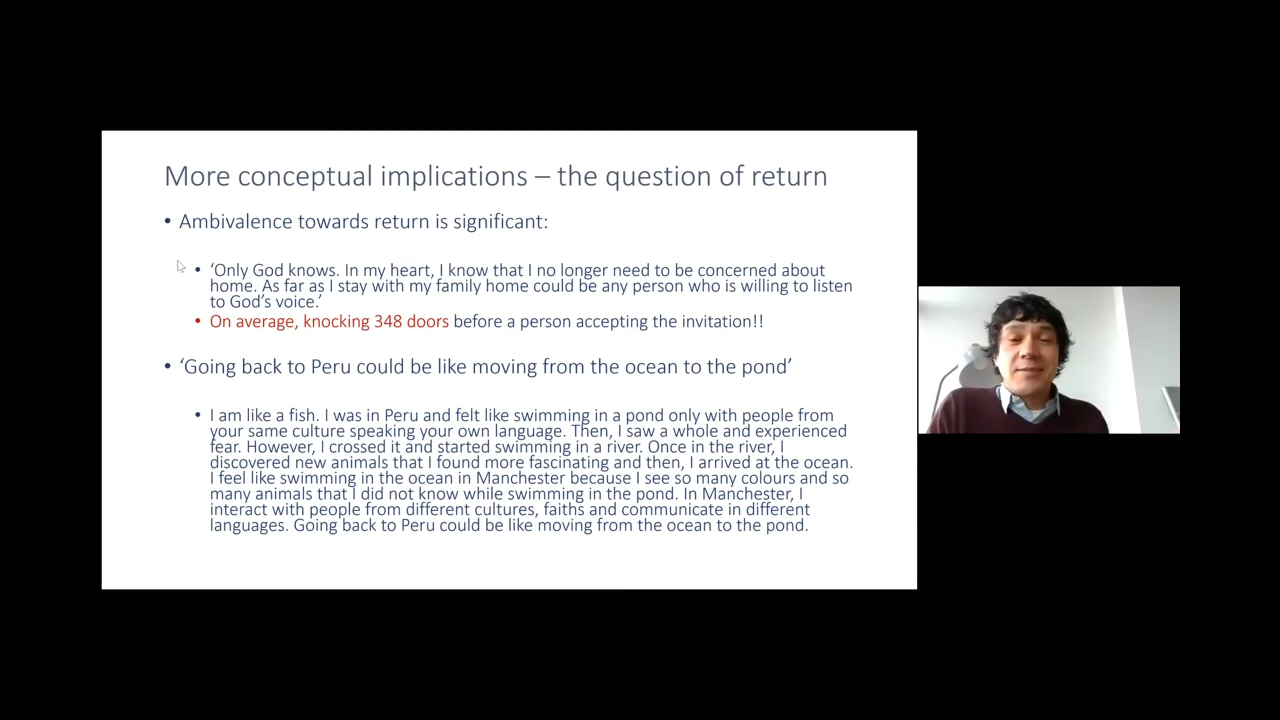 More conceptual implications – the question of return
• Ambivalence towards return is significant:
• ‘Only God knows. In my heart, I know that I no longer need to be concerned about
home. As far as I stay with my family home could be any person who is willing to listen
to God’s voice.’
• On average, knocking 348 doors before a person accepting the invitation!!
• ‘Going back to Peru could be like moving from the ocean to the pond’
• I am like a fish. I was in Peru and felt like swimming in a pond only with people from
your same culture speaking your own language. Then, I saw a whole and experienced
fear. However, I crossed it and started swimming in a river. Once in the river, I
discovered new animals that I found more fascinating and then, I arrived at the ocean.
I feel like swimming in the ocean in Manchester because I see so many colours and so
many animals that I did not know while swimming in the pond. In Manchester, I
interact with people from different cultures, faiths and communicate in different
languages. Going back to Peru could be like moving from the ocean to the pond.